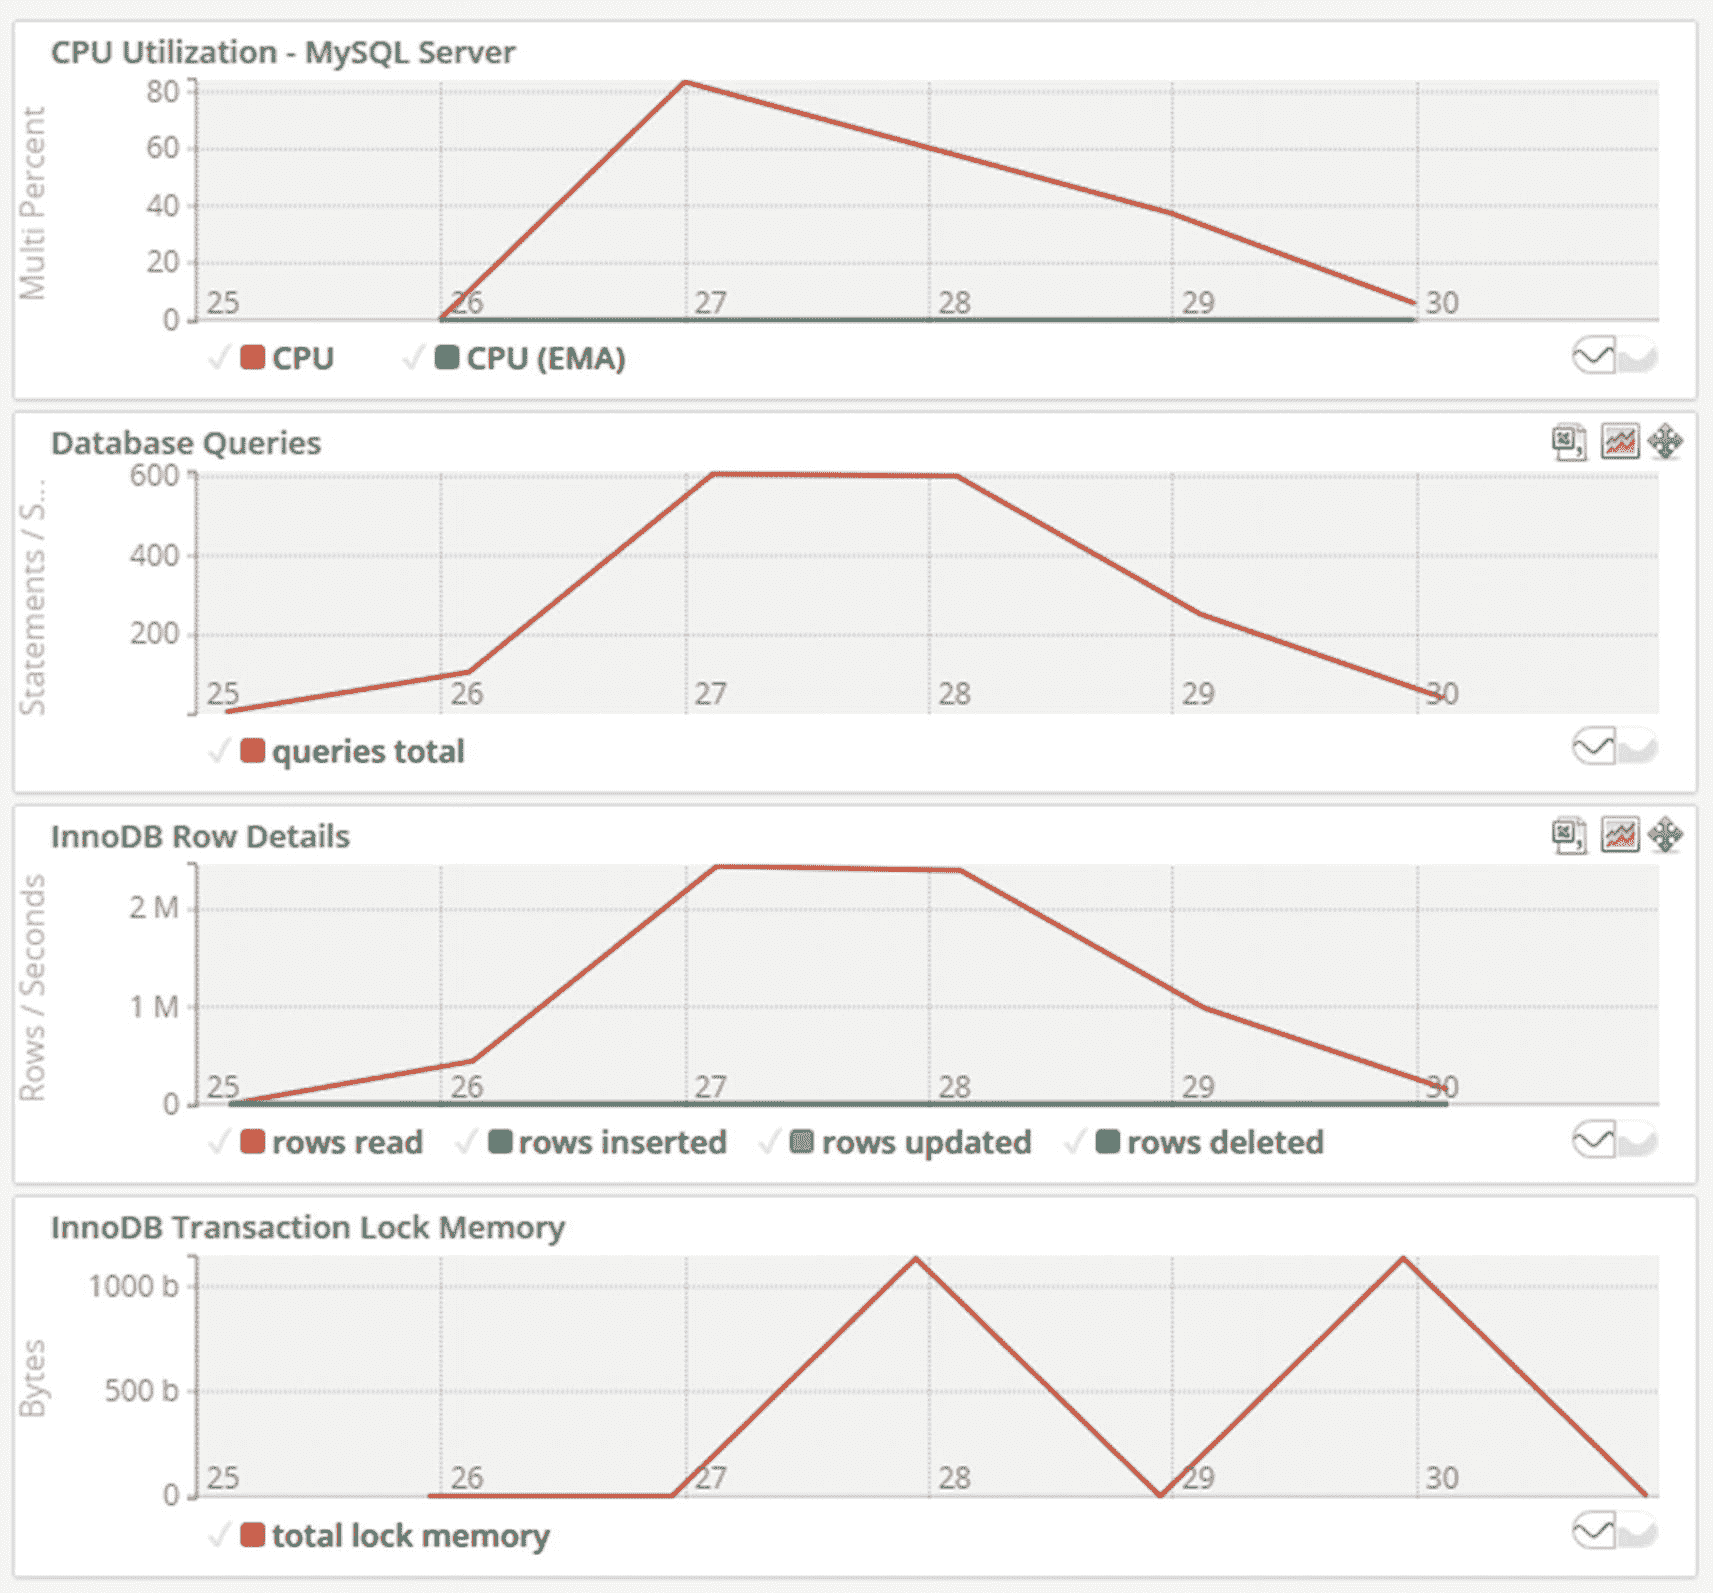 CPU Utilization - MySQL Server
Multi Percent
80
60
40
20
0
25 26 27 28 29 30
CPU CPU (EMA)
Database Queries
Statements / S...
600
400
200
25 26 27 28 29 30
queries total
InnoDB Row Details
Rows / Seconds
2 M
1 M
0
25 26 27 28 29 30
rows read rows inserted rows updated rows deleted
InnoDB Transaction Lock Memory
Bytes
1000 b
500 b
0
25 26 27 28 29 30
total lock memory